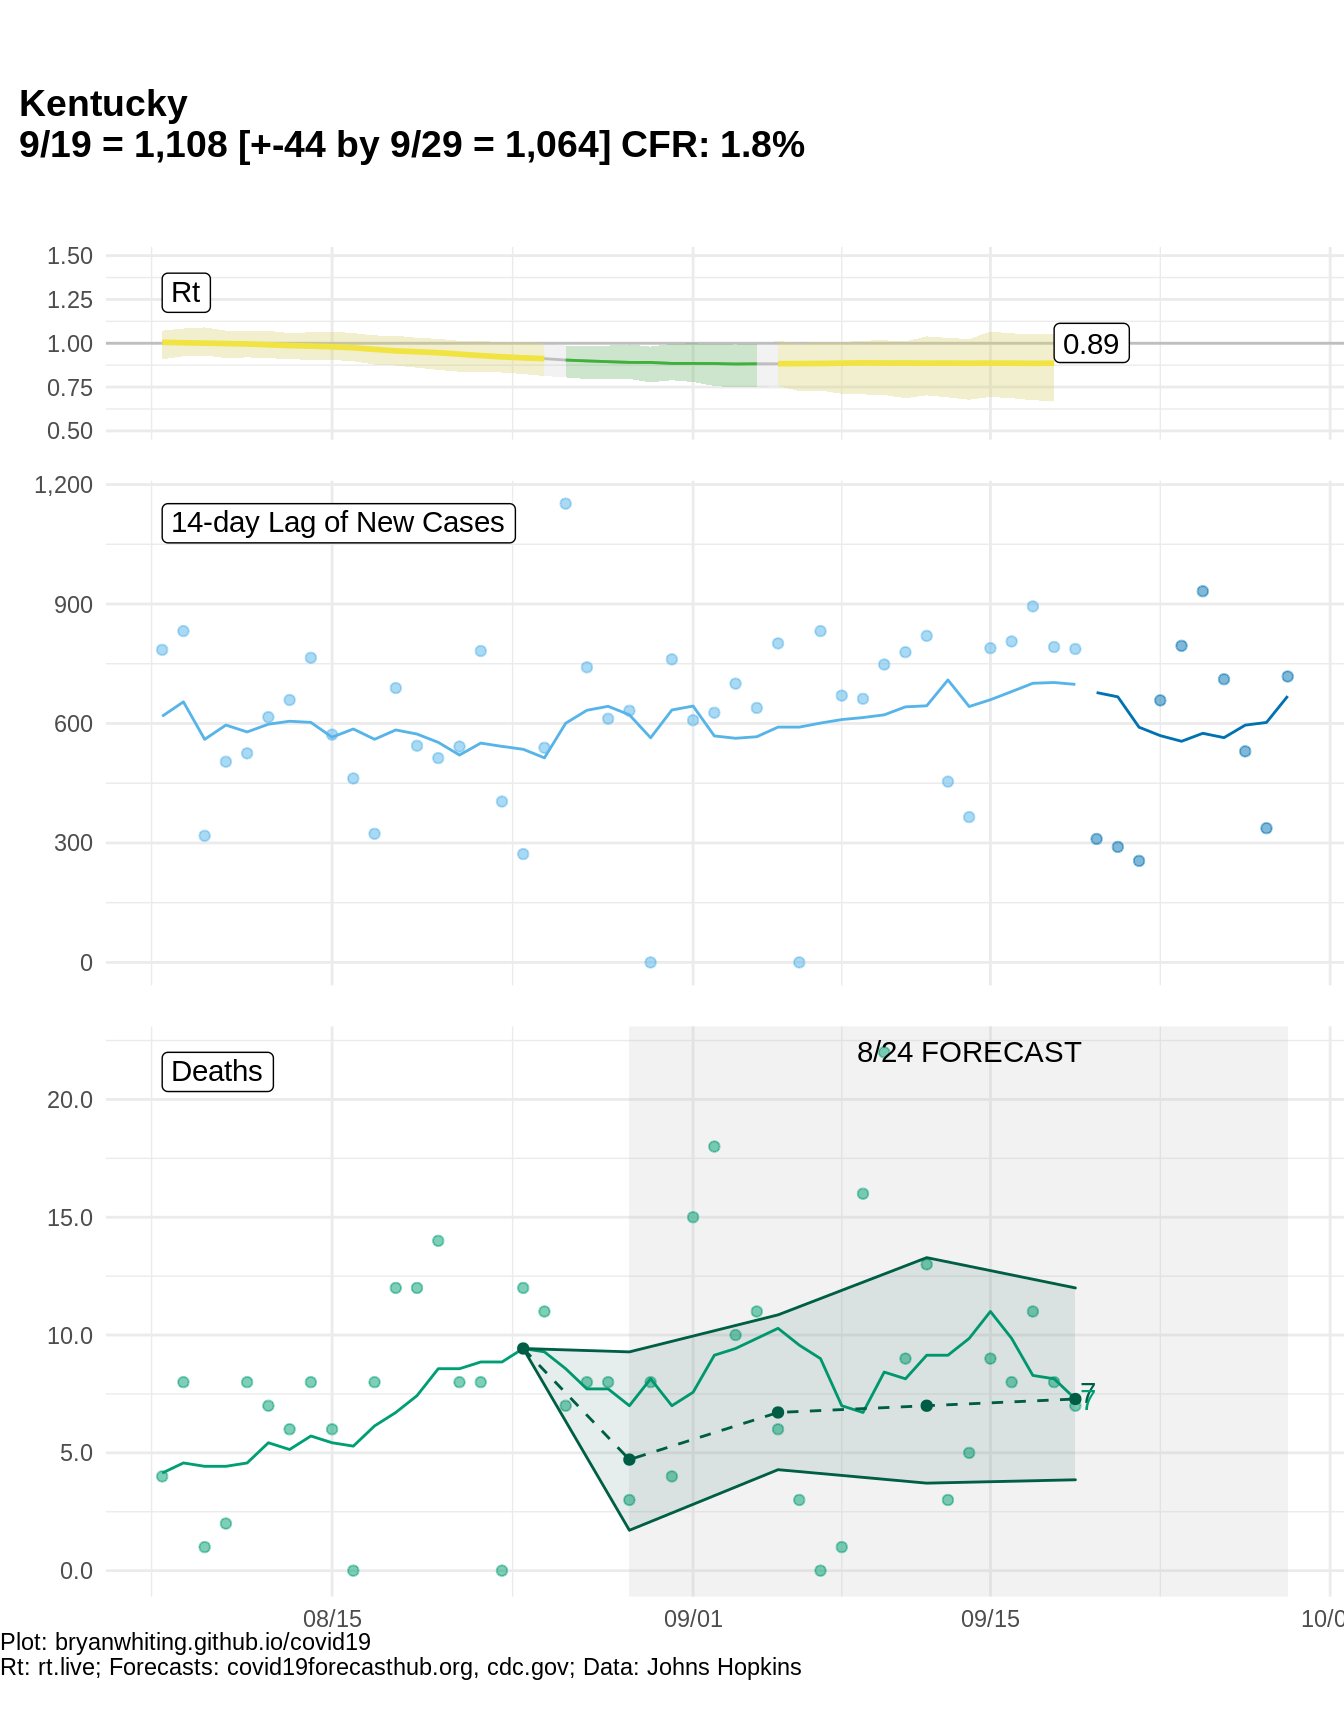 Kentucky
9/19 = 1,108 [+-44 by 9/29 = 1,064] CFR: 1.8%
1.50
1.25
1.00
0.75
0.50
Rt
0.89
1,200
900
600
300
0
14-day Lag of New Cases
20.0
15.0
10.0
5.0
0.0
Deaths
8/24 FORECAST
7
7
08/15
09/01
09/15
10/0
Plot: bryanwhiting.github.io/covid19
Rt: rt.live; Forecasts: covid19forecasthub.org, cdc.gov; Data: Johns Hopkins